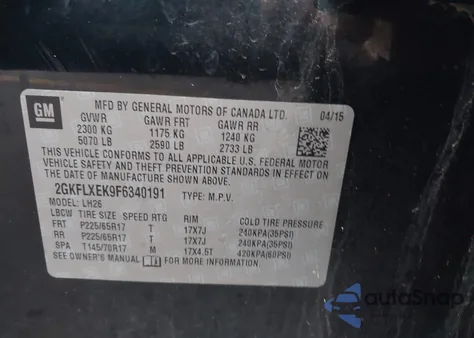 GM
MFD BY GENERAL MOTORS OF CANADA LTD. 04/15
GVWR GAWR FRT GAWR RR
2300 KG 1175 KG 1240 KG
5070 LB 2590 LB 2733 LB
THIS VEHICLE CONFORMS TO ALL APPLICABLE U.S. FEDERAL MOTOR
VEHICLE SAFETY AND THEFT PREVENTION STANDARDS IN EFFECT ON
THE DATE OF MANUFACTURE SHOWN ABOVE.
2GKFLXEK9F6340191 TYPE: M.P.V.
MODEL: LH26
LBCW TIRE SIZE SPEED RIM COLD TIRE PRESSURE
FRT P225/65R17 T 17X7J 240KPA(35PSI)
RR P225/65R17 T 17X7J 240KPA(35PSI)
SPA T145/70R17 M 17X4.5T 420KPA(60PSI)
SEE OWNER'S MANUAL FOR MORE INFORMATION.
autoSnap